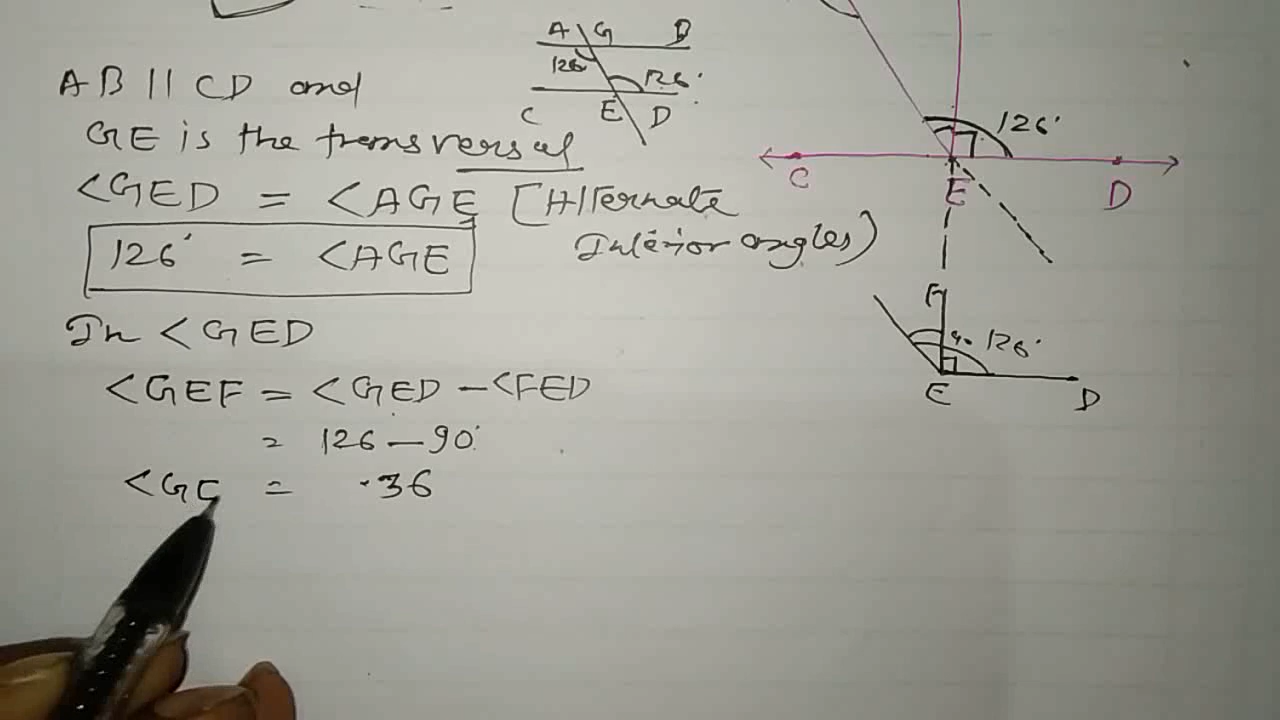 A G B
126° 126°
C E D
AB || CD and
GE is the transversal
<GED = <AGE [Alternate
Interior angles)
126° = <AGE
In <GED
<GEF = <GED - <FED
= 126 - 90°
<GE = 36
126°
C E D
F
90 126°
E D